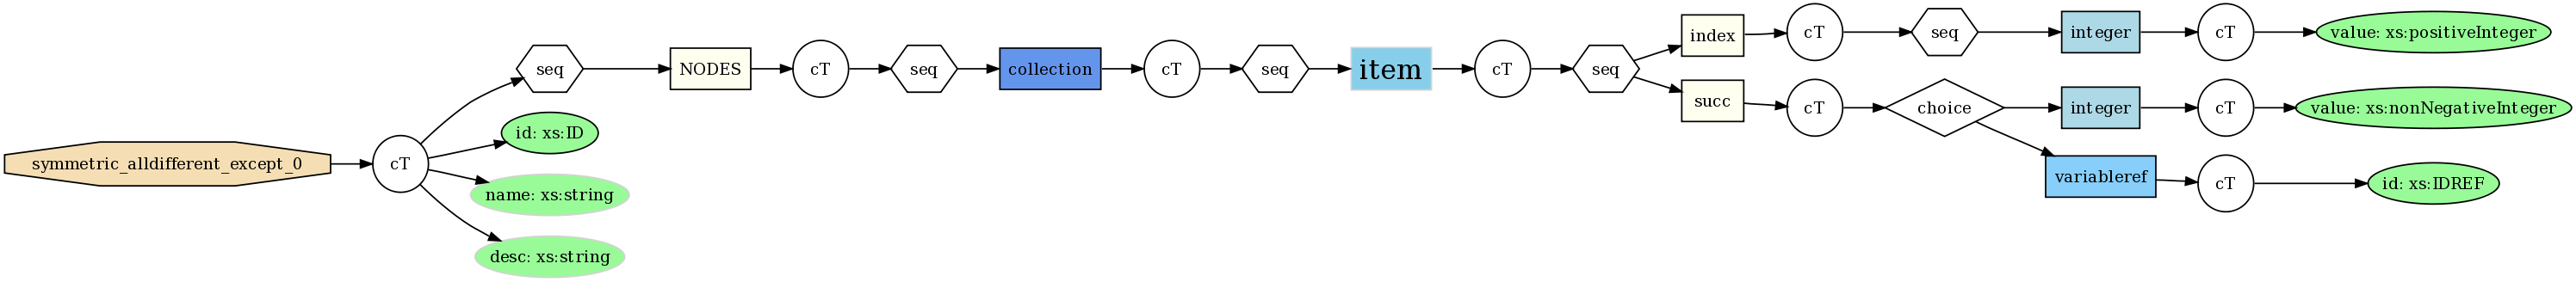 symmetric_alldifferent_except_0
cT
seq
id: xs:ID
name: xs:string
desc: xs:string
NODES
cT
seq
collection
cT
seq
item
cT
seq
index
cT
seq
integer
cT
value: xs:positiveInteger
succ
cT
choice
integer
cT
value: xs:nonNegativeInteger
variableref
cT
id: xs:IDREF